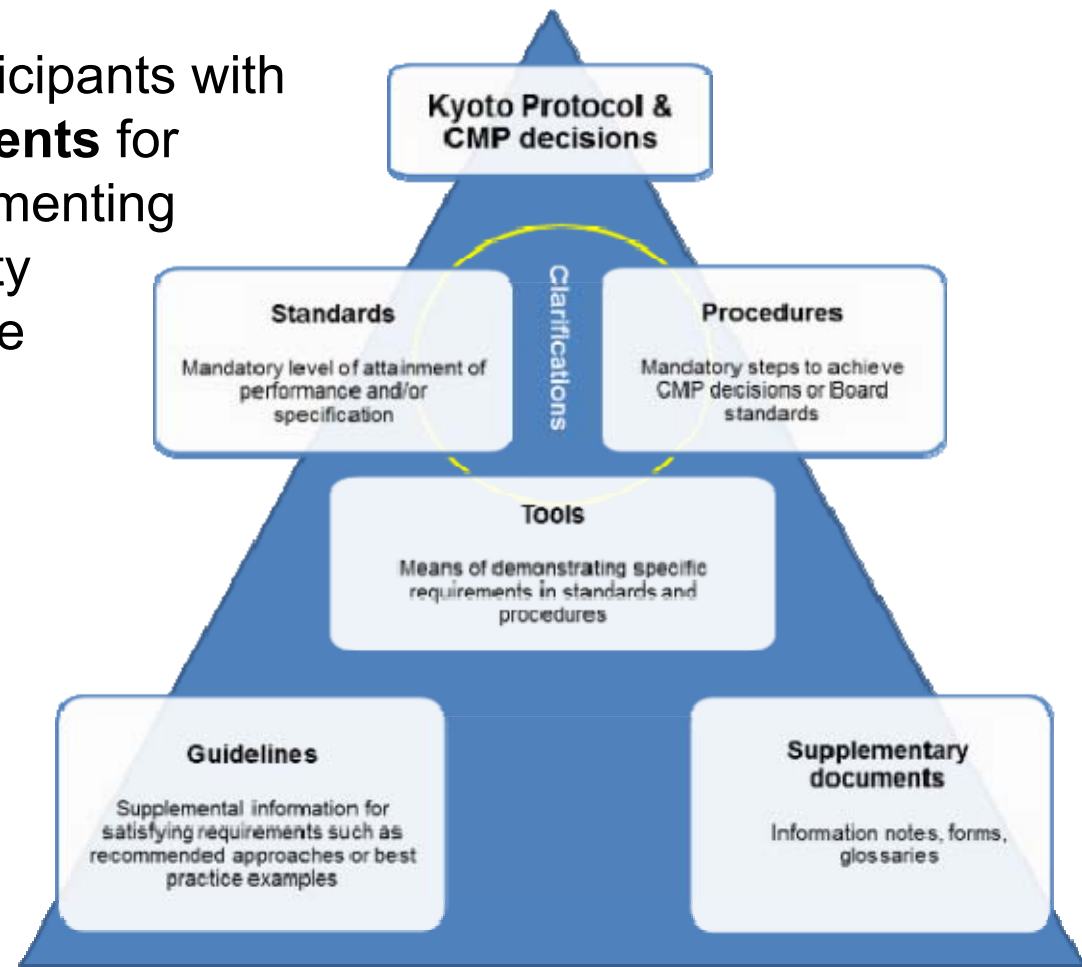 icipants with
ents for
menting
ty
e
Kyoto Protocol &
CMP decisions
Clarifications
Standards
Mandatory level of attainment of
performance and/or
specification
Procedures
Mandatory steps to achieve
CMP decisions or Board
standards
Tools
Means of demonstrating specific
requirements in standards and
procedures
Guidelines
Supplemental information for
satisfying requirements such as
recommended approaches or best
practice examples
Supplementary
documents
Information notes, forms,
glossaries